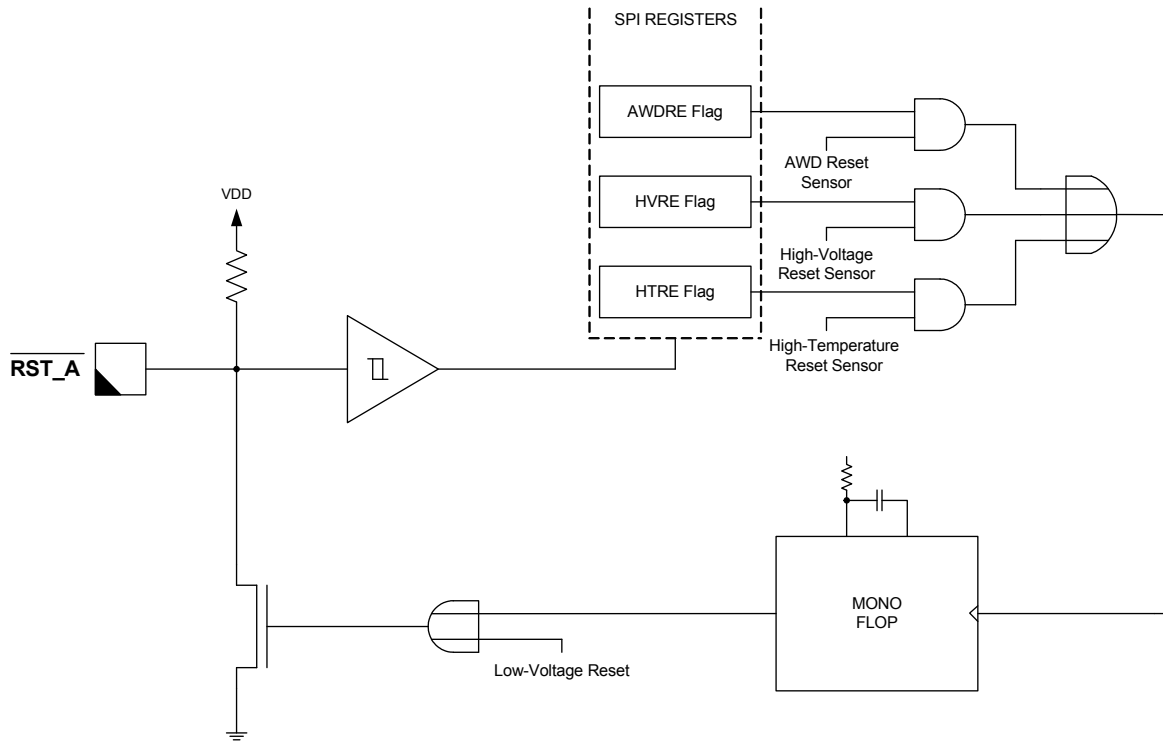 SPI REGISTERS
AWDRE Flag
AWD Reset
Sensor
VDD
HVRE Flag
High-Voltage
Reset Sensor
HTRE Flag
High-Temperature
Reset Sensor
RST_A
MONO
FLOP
Low-Voltage Reset